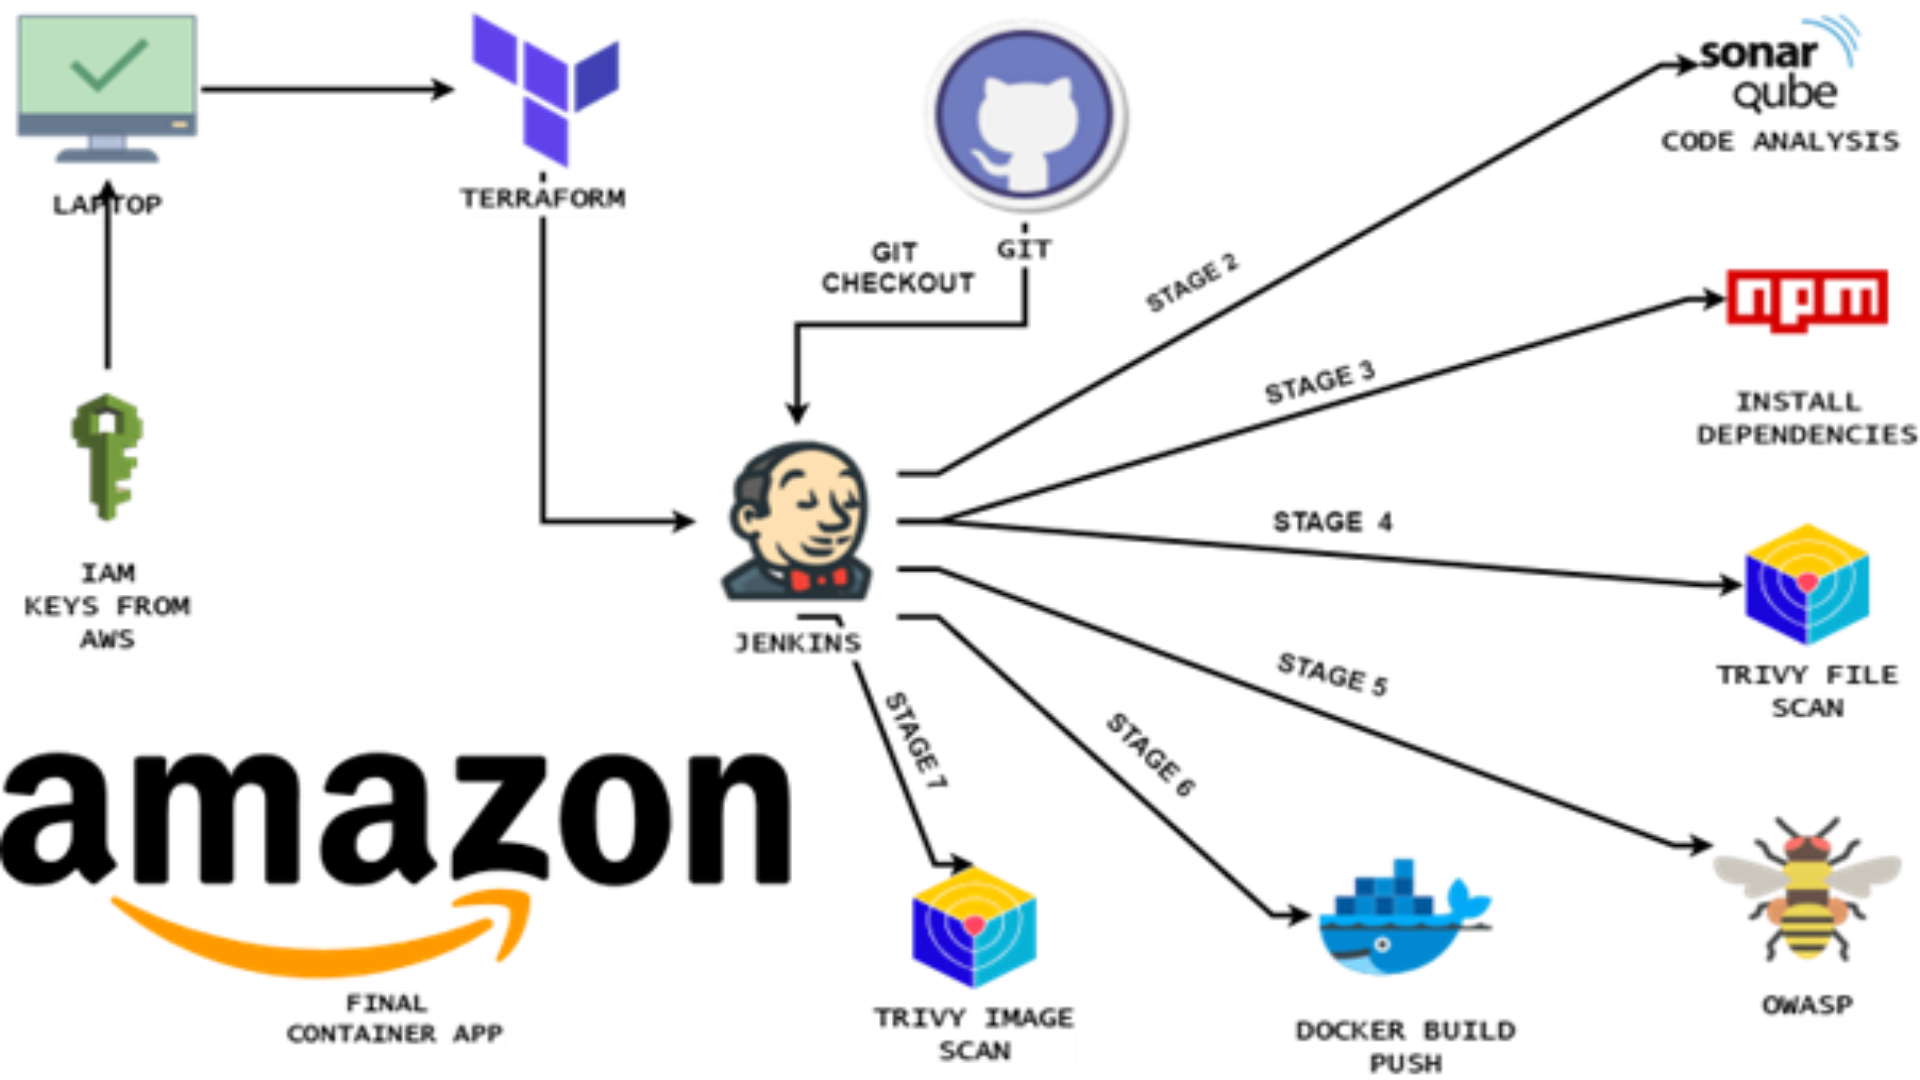 sonar
qube
CODE ANALYSIS
LAPTOP
TERRAFORM
GIT
CHECKOUT
GIT
STAGE 2
npm
STAGE 3
INSTALL
DEPENDENCIES
STAGE 4
IAM
KEYS FROM
AWS
JENKINS
STAGE 5
TRIVY FILE
SCAN
STAGE 7
STAGE 6
amazon
FINAL
CONTAINER APP
TRIVY IMAGE
SCAN
DOCKER BUILD
PUSH
OWASP